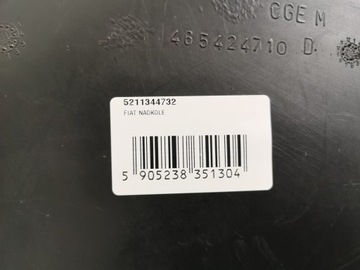 CGE M
465424710 D
5211344732
FIAT NADKOLE
5 905238 351304